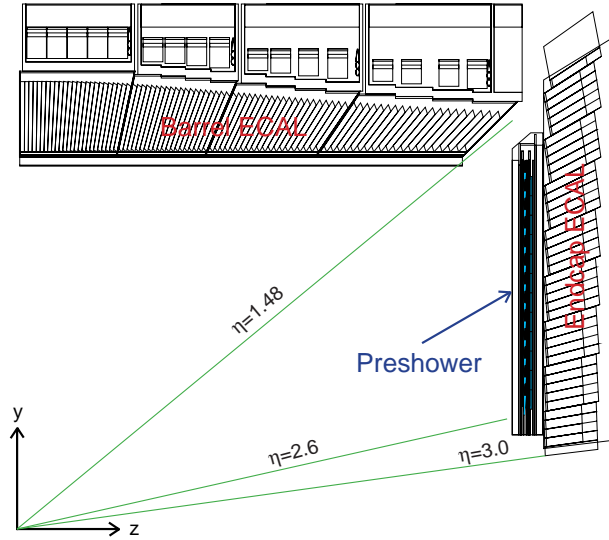 Barrel ECAL
Endcap ECAL
η=1.48
Preshower
y
η=2.6
η=3.0
z